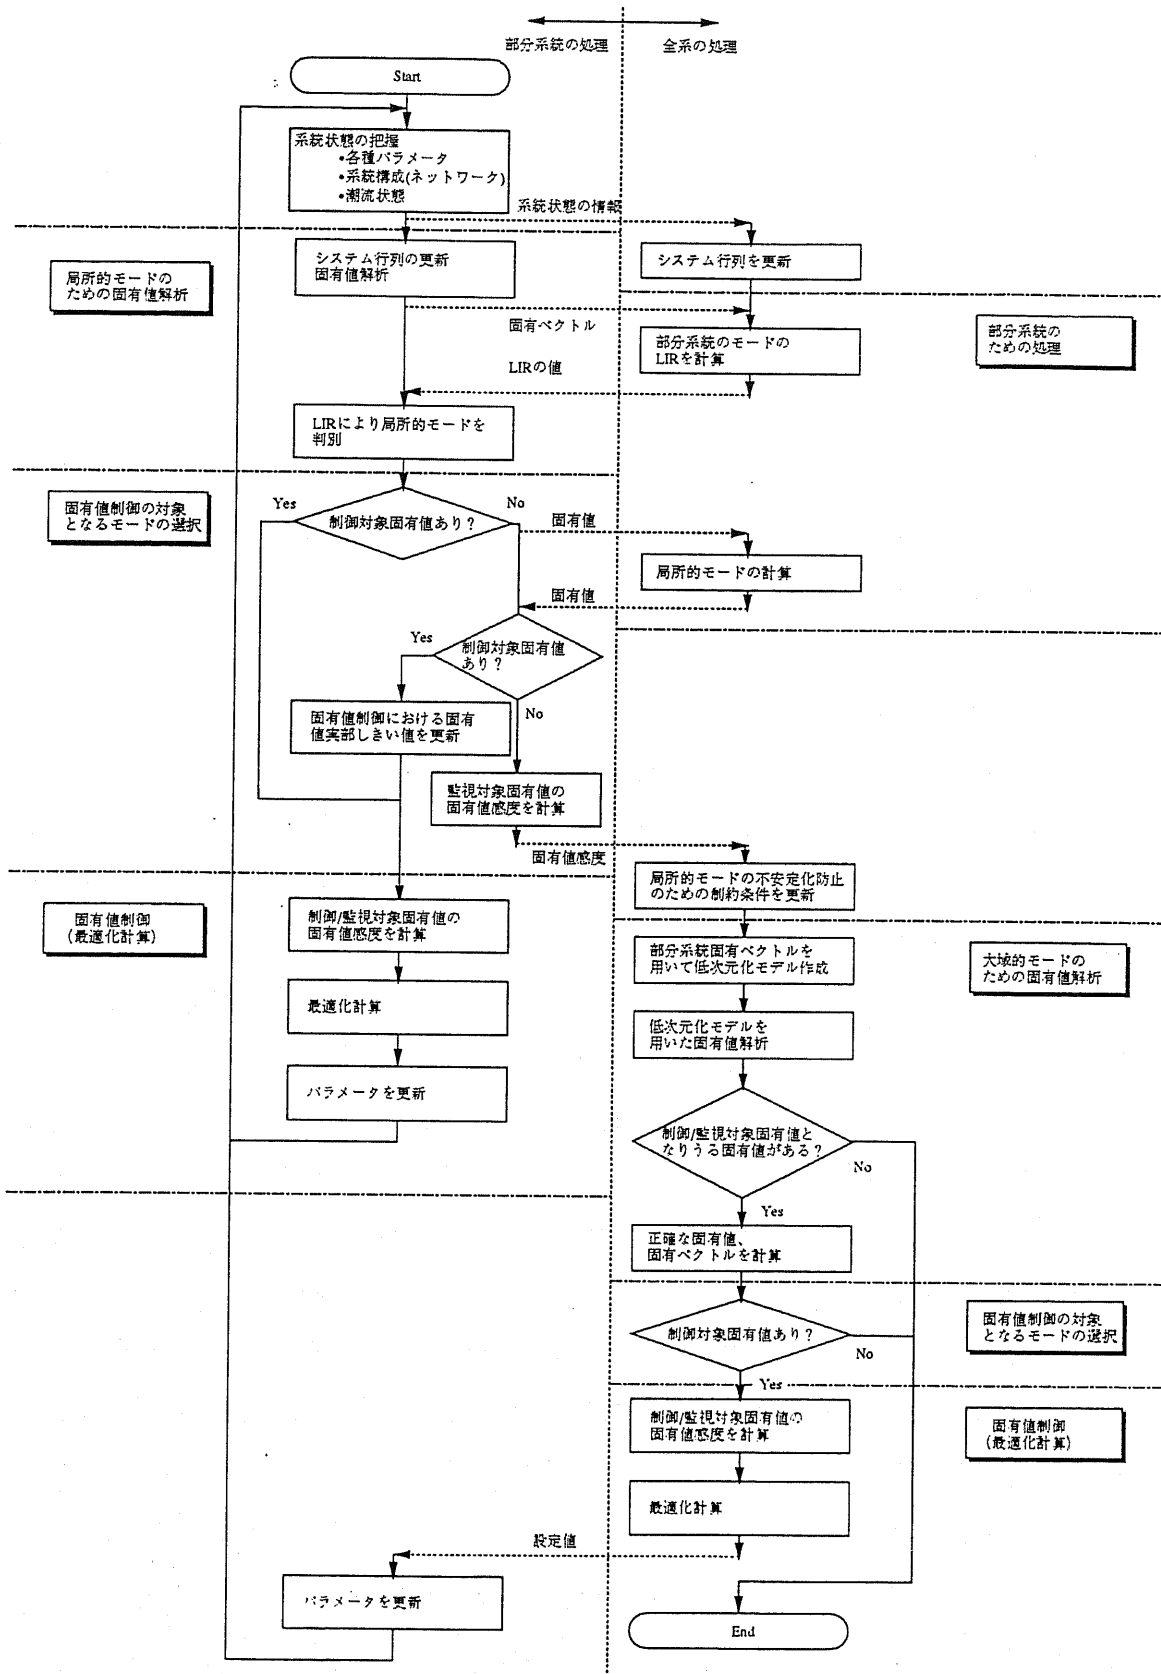 部分系統の処理
全系の処理
Start
系統状態の把握
•各種パラメータ
•系統構成(ネットワーク)
•潮流状態
系統状態の情報
局所的モードの
ための固有値解析
システム行列の更新
固有値解析
システム行列を更新
固有ベクトル
部分系統のモードの
LIRを計算
部分系統の
ための処理
LIRの値
LIRにより局所的モードを
判別
固有値制御の対象
となるモードの選択
Yes
制御対象固有値あり？
No
固有値
局所的モードの計算
固有値
Yes
制御対象固有値
あり？
No
固有値制御における固有
値実部しきい値を更新
監視対象固有値の
固有値感度を計算
固有値感度
局所的モードの不安定化防止
のための制約条件を更新
固有値制御
(最適化計算)
制御/監視対象固有値の
固有値感度を計算
部分系統固有ベクトルを
用いて低次元化モデル作成
大域的モードの
ための固有値解析
最適化計算
低次元化モデルを
用いた固有値解析
パラメータを更新
制御/監視対象固有値と
なりうる固有値がある？
No
Yes
正確な固有値、
固有ベクトルを計算
制御対象固有値あり？
No
固有値制御の対象
となるモードの選択
Yes
制御/監視対象固有値の
固有値感度を計算
固有値制御
(最適化計算)
最適化計算
設定値
パラメータを更新
End